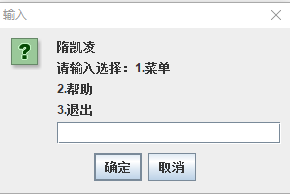 输入
隋凯凌
请输入选择：1.菜单
2.帮助
3.退出
确定 取消